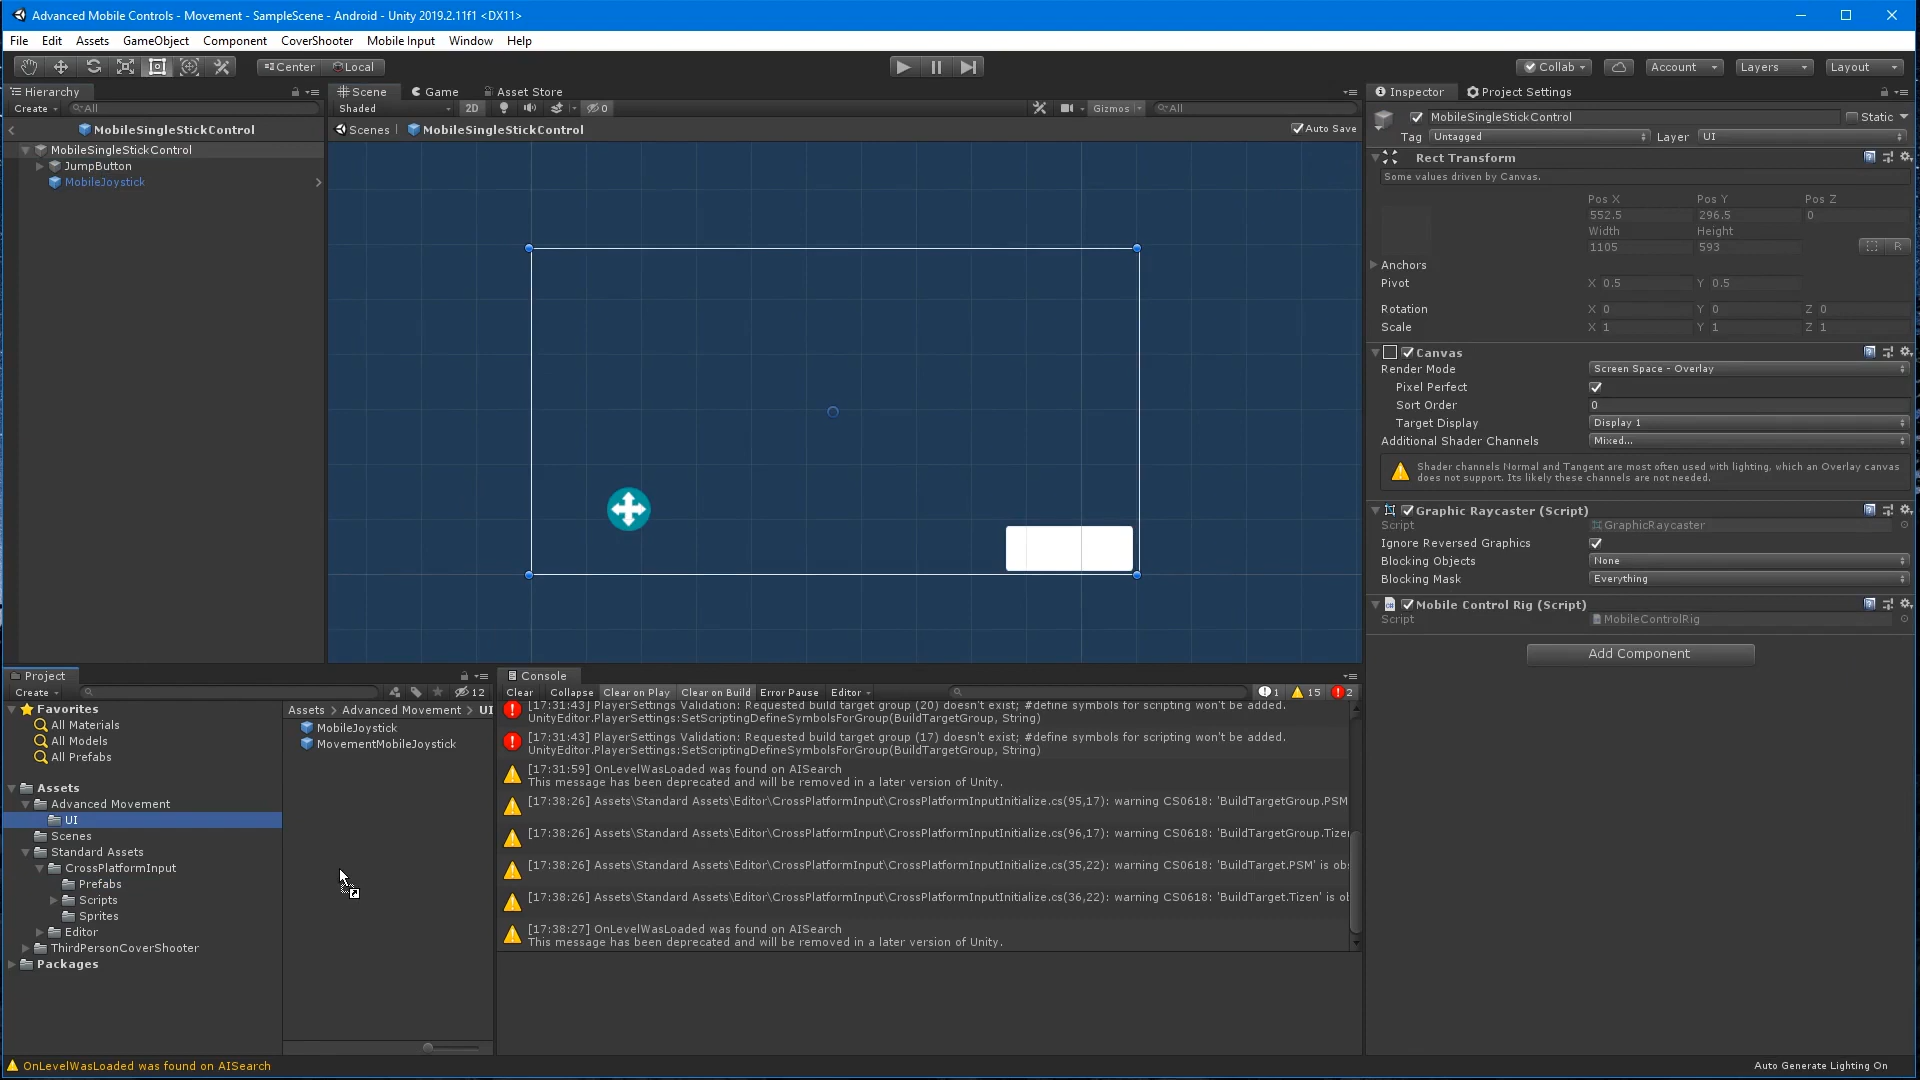 Advanced Mobile Controls - Movement - SampleScene - Android - Unity 2019.2.11f1 <DX11>
File Edit Assets GameObject Component CoverShooter Mobile Input Window Help
Center Local
Collab Account Layers Layout
Hierarchy
Create All
MobileSingleStickControl
MobileSingleStickControl
JumpButton
MobileJoystick
Scene Game Asset Store
Shaded 2D 0 Gizmos All
Scenes MobileSingleStickControl Auto Save
Inspector Project Settings
MobileSingleStickControl Static
Tag Untagged Layer UI
Rect Transform
Some values driven by Canvas.
Pos X Pos Y Pos Z
552.5 296.5 0
Width Height
1105 593 R
Anchors
Pivot X 0.5 Y 0.5
Rotation X 0 Y 0 Z 0
Scale X 1 Y 1 Z 1
Canvas
Render Mode Screen Space - Overlay
Pixel Perfect
Sort Order 0
Target Display Display 1
Additional Shader Channels Mixed...
Shader channels Normal and Tangent are most often used with lighting, which an Overlay canvas
does not support. Its likely these channels are not needed.
Graphic Raycaster (Script)
Script GraphicRaycaster
Ignore Reversed Graphics
Blocking Objects None
Blocking Mask Everything
Mobile Control Rig (Script)
Script MobileControlRig
Add Component
Project
Create 12
Favorites
All Materials
All Models
All Prefabs
Assets
Advanced Movement
UI
Scenes
Standard Assets
CrossPlatformInput
Prefabs
Scripts
Sprites
Editor
ThirdPersonCoverShooter
Packages
Assets > Advanced Movement > UI
MobileJoystick
MovementMobileJoystick
Console
Clear Collapse Clear on Play Clear on Build Error Pause Editor 1 15 2
[17:31:43] PlayerSettings Validation: Requested build target group (20) doesn't exist; #define symbols for scripting won't be added.
UnityEditor.PlayerSettings:SetScriptingDefineSymbolsForGroup(BuildTargetGroup, String)
[17:31:43] PlayerSettings Validation: Requested build target group (17) doesn't exist; #define symbols for scripting won't be added.
UnityEditor.PlayerSettings:SetScriptingDefineSymbolsForGroup(BuildTargetGroup, String)
[17:31:59] OnLevelWasLoaded was found on AISearch
This message has been deprecated and will be removed in a later version of Unity.
[17:38:26] Assets\Standard Assets\Editor\CrossPlatformInput\CrossPlatformInputInitialize.cs(95,17): warning CS0618: 'BuildTargetGroup.PSM
[17:38:26] Assets\Standard Assets\Editor\CrossPlatformInput\CrossPlatformInputInitialize.cs(96,17): warning CS0618: 'BuildTargetGroup.Tize
[17:38:26] Assets\Standard Assets\Editor\CrossPlatformInput\CrossPlatformInputInitialize.cs(35,22): warning CS0618: 'BuildTarget.PSM' is obs
[17:38:26] Assets\Standard Assets\Editor\CrossPlatformInput\CrossPlatformInputInitialize.cs(36,22): warning CS0618: 'BuildTarget.Tizen' is ob
[17:38:27] OnLevelWasLoaded was found on AISearch
This message has been deprecated and will be removed in a later version of Unity.
OnLevelWasLoaded was found on AISearch
Auto Generate Lighting On